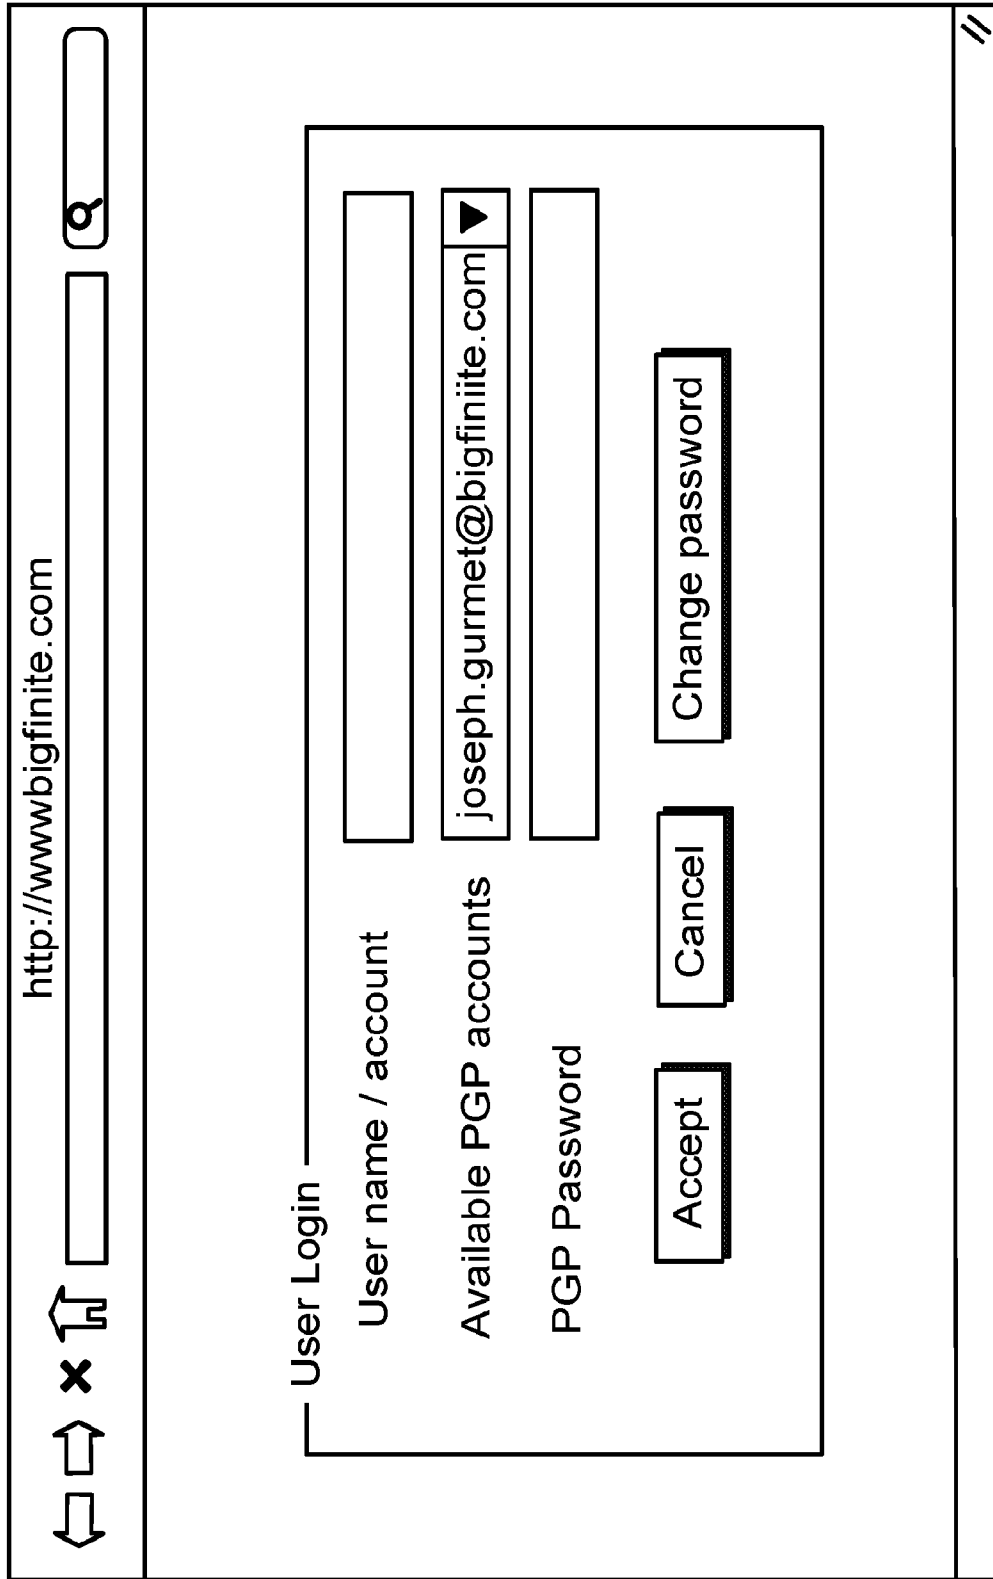 http://wwwbigfinite.com
User Login
User name / account
Available PGP accounts joseph.gurmet@bigfiniite.com
PGP Password
Accept Cancel Change password